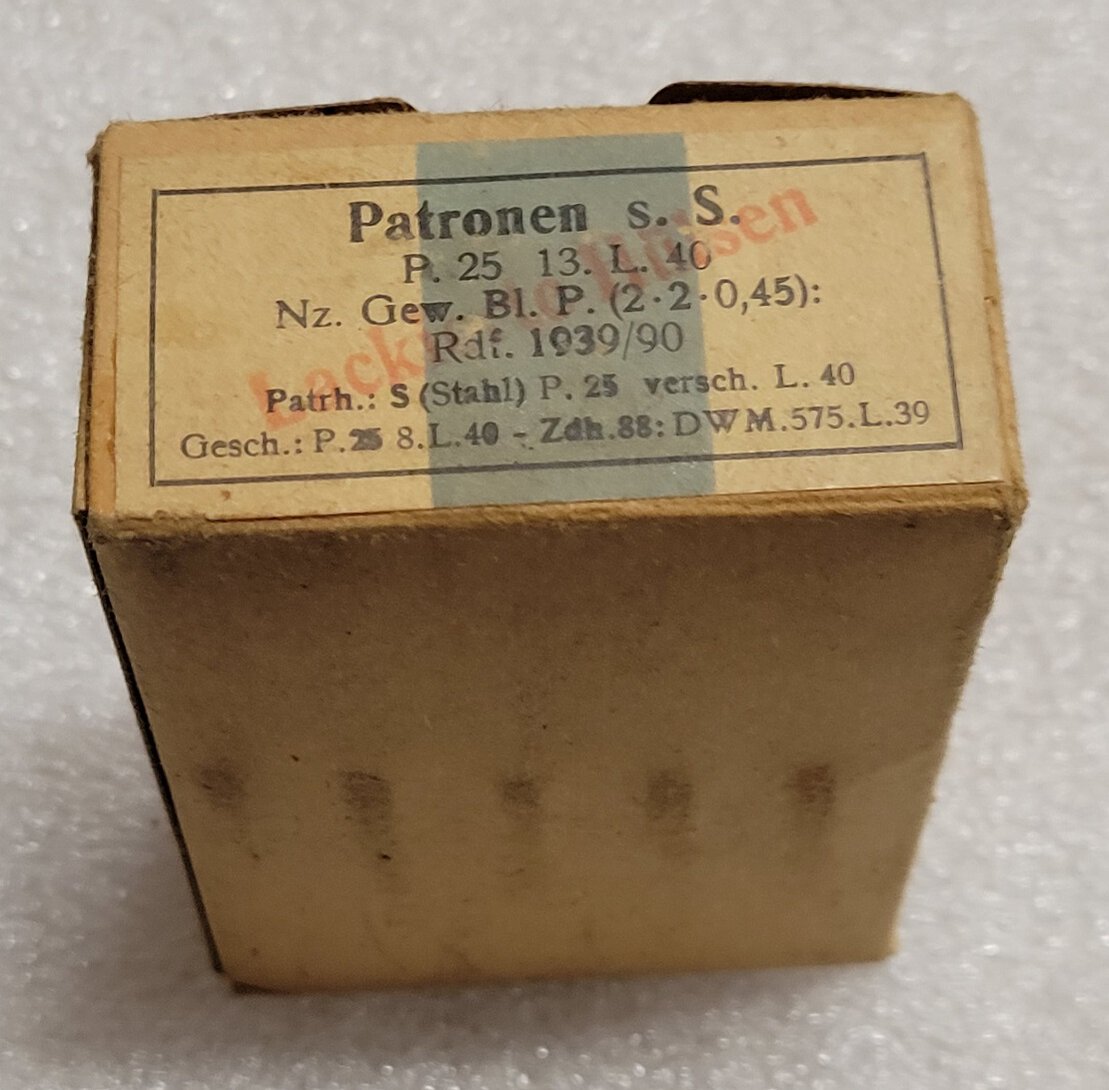 Patronen s. S.
P. 25 13. L. 40
Nz. Gew. Bl. P. (2·2·0,45):
Rdf. 1939/90
Patrh.: S (Stahl) P. 25 versch. L. 40
Gesch.: P.25 8.L.40 - Zdh.88: DWM.575.L.39